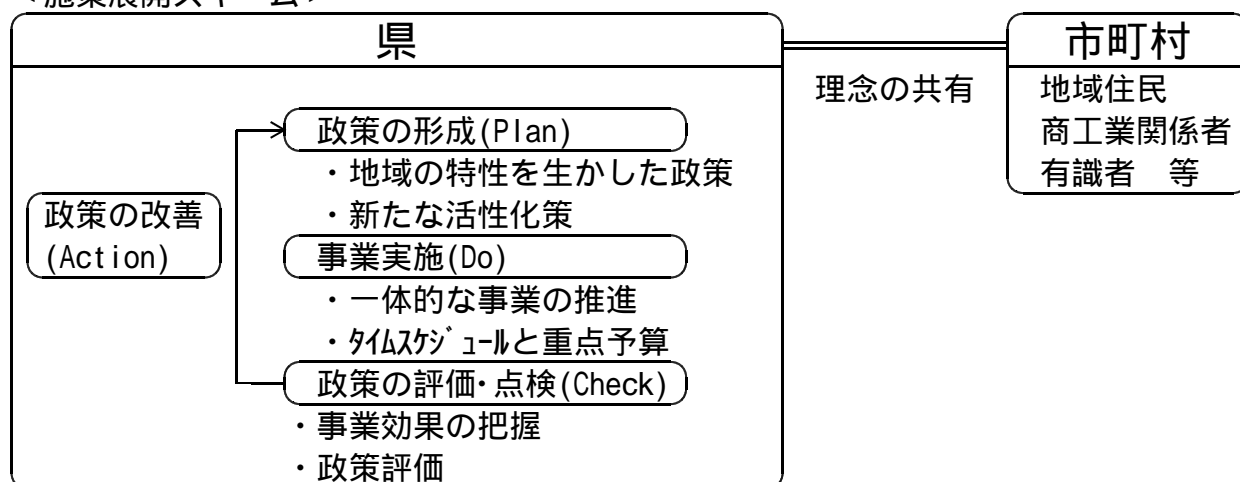 県
市町村
理念の共有
地域住民
商工業関係者
有識者　等
政策の形成(Plan)
・地域の特性を生かした政策
・新たな活性化策
政策の改善
(Action)
事業実施(Do)
・一体的な事業の推進
・ﾀｲﾑｽｹｼﾞｭｰﾙと重点予算
政策の評価･点検(Check)
・事業効果の把握
・政策評価